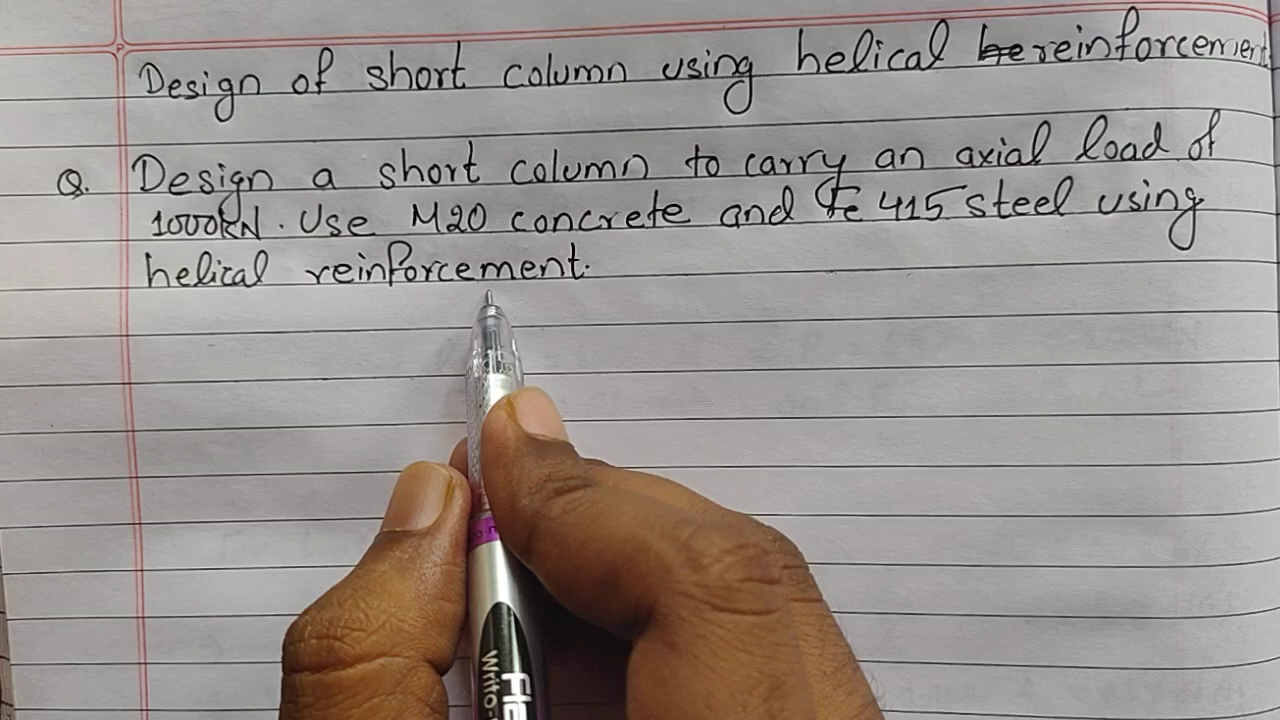 Design of short column using helical reinforcement
Q. Design a short column to carry an axial load of
1000kN. Use M20 concrete and Fe 415 steel using
helical reinforcement.